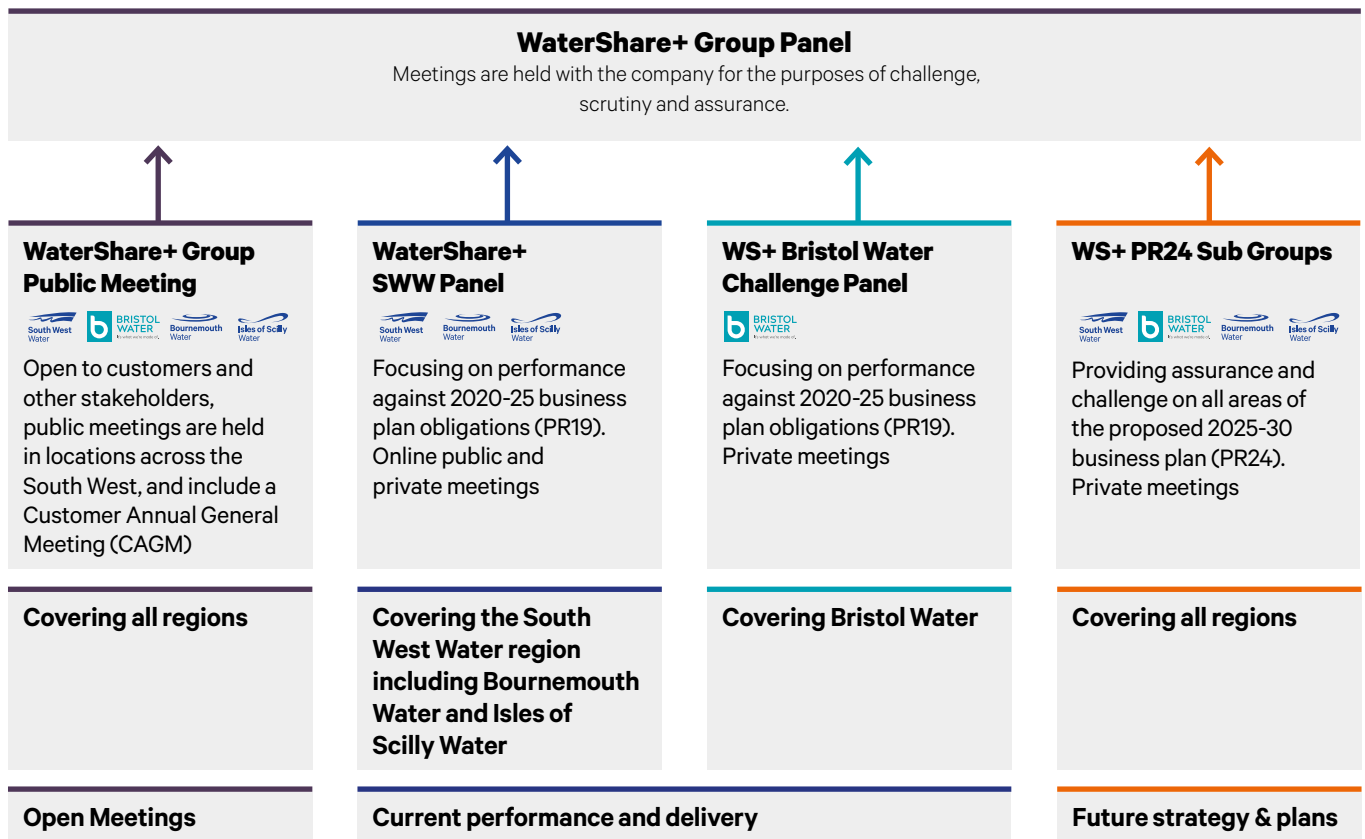 WaterShare+ Group Panel
Meetings are held with the company for the purposes of challenge,
scrutiny and assurance.
WaterShare+ Group
Public Meeting
South West
Water
b BRISTOL
WATER
Bournemouth
Water
Isles of Scilly
Water
Open to customers and
other stakeholders,
public meetings are held
in locations across the
South West, and include a
Customer Annual General
Meeting (CAGM)
WaterShare+
SWW Panel
South West
Water
Bournemouth
Water
Isles of Scilly
Water
Focusing on performance
against 2020-25 business
plan obligations (PR19).
Online public and
private meetings
WS+ Bristol Water
Challenge Panel
b BRISTOL
WATER
Focusing on performance
against 2020-25 business
plan obligations (PR19).
Private meetings
WS+ PR24 Sub Groups
South West
Water
b BRISTOL
WATER
Bournemouth
Water
Isles of Scilly
Water
Providing assurance and
challenge on all areas of
the proposed 2025-30
business plan (PR24).
Private meetings
Covering all regions
Covering the South
West Water region
including Bournemouth
Water and Isles of
Scilly Water
Covering Bristol Water
Covering all regions
Open Meetings
Current performance and delivery
Future strategy & plans